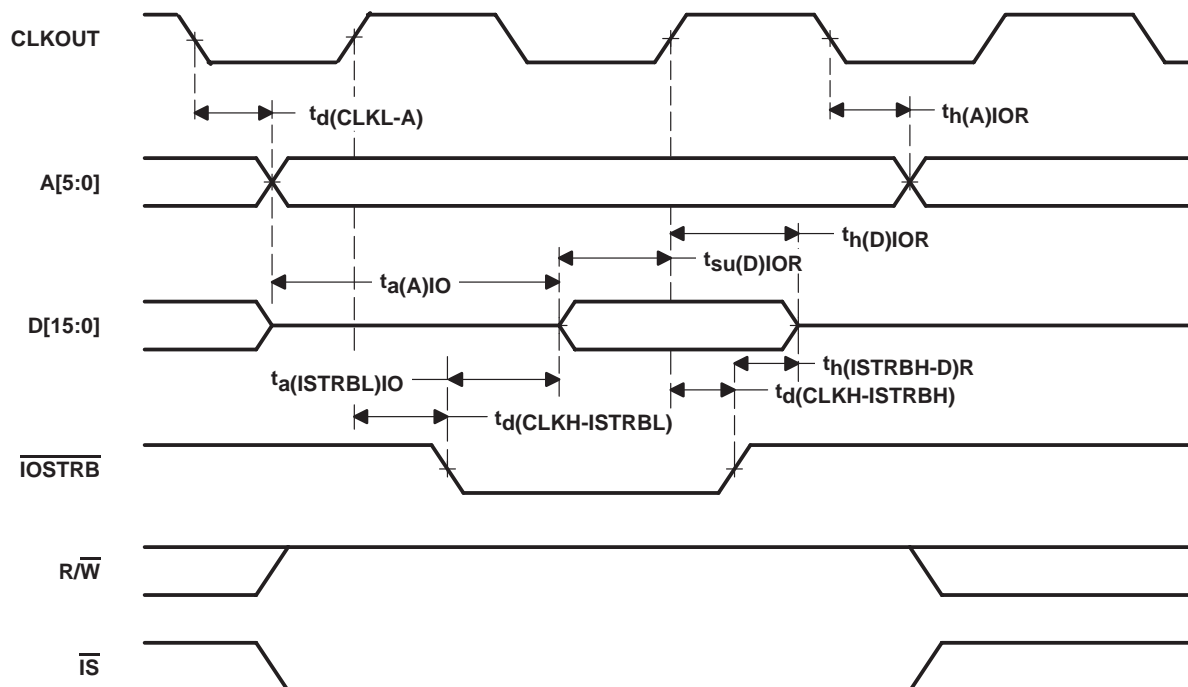 CLKOUT
td(CLKL-A)
th(A)IOR
A[5:0]
th(D)IOR
tsu(D)IOR
ta(A)IO
D[15:0]
th(ISTRBH-D)R
ta(ISTRBL)IO
td(CLKH-ISTRBH)
td(CLKH-ISTRBL)
IOSTRB
R/W
IS